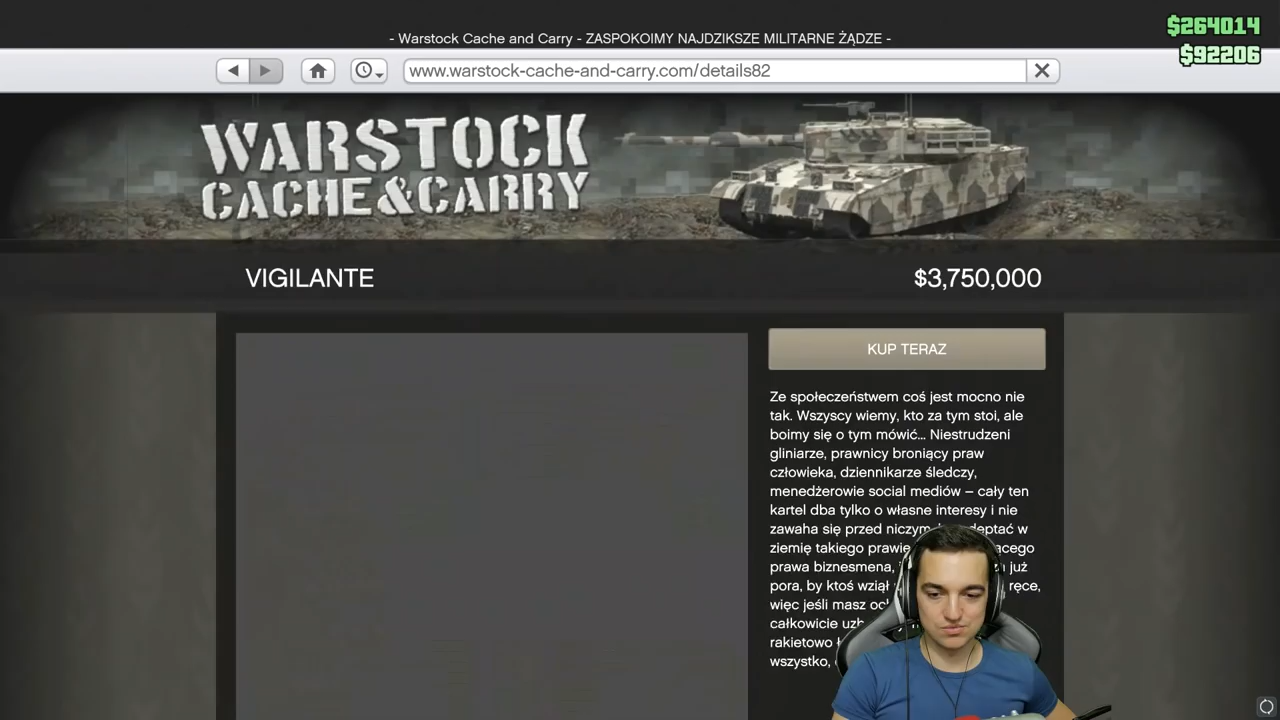 $264014
- Warstock Cache and Carry - ZASPOKOIMY NAJDZIKSZE MILITARNE ŻĄDZE -
$92206
www.warstock-cache-and-carry.com/details82
WARSTOCK
CACHE&CARRY
VIGILANTE
$3,750,000
KUP TERAZ
Ze społeczeństwem coś jest mocno nie
tak. Wszyscy wiemy, kto za tym stoi, ale
boimy się o tym mówić... Niestrudzeni
gliniarze, prawnicy broniący praw
człowieka, dziennikarze śledczy,
menedżerowie social mediów – cały ten
kartel dba tylko o własne interesy i nie
zawaha się przed niczym, w
ziemię takiego
prawa biznesmena, już
pora, by ktoś wziął ręce,
więc jeśli masz
całkowicie
rakietowo
wszystko,